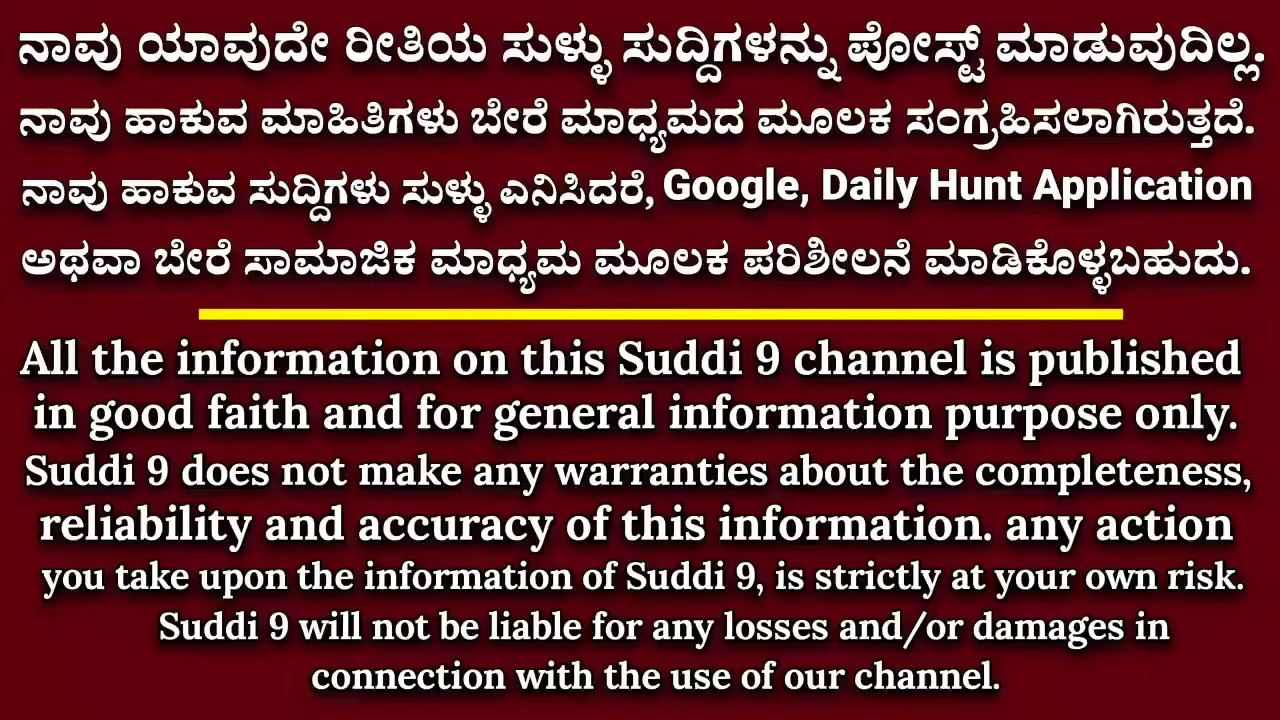 ನಾವು ಯಾವುದೇ ರೀತಿಯ ಸುಳ್ಳು ಸುದ್ದಿಗಳನ್ನು ಪೋಸ್ಟ್ ಮಾಡುವುದಿಲ್ಲ.
ನಾವು ಹಾಕುವ ಮಾಹಿತಿಗಳು ಬೇರೆ ಮಾಧ್ಯಮದ ಮೂಲಕ ಸಂಗ್ರಹಿಸಲಾಗಿರುತ್ತದೆ.
ನಾವು ಹಾಕುವ ಸುದ್ದಿಗಳು ಸುಳ್ಳು ಎನಿಸಿದರೆ, Google, Daily Hunt Application
ಅಥವಾ ಬೇರೆ ಸಾಮಾಜಿಕ ಮಾಧ್ಯಮ ಮೂಲಕ ಪರಿಶೀಲನೆ ಮಾಡಿಕೊಳ್ಳಬಹುದು.
All the information on this Suddi 9 channel is published
in good faith and for general information purpose only.
Suddi 9 does not make any warranties about the completeness,
reliability and accuracy of this information. any action
you take upon the information of Suddi 9, is strictly at your own risk.
Suddi 9 will not be liable for any losses and/or damages in
connection with the use of our channel.